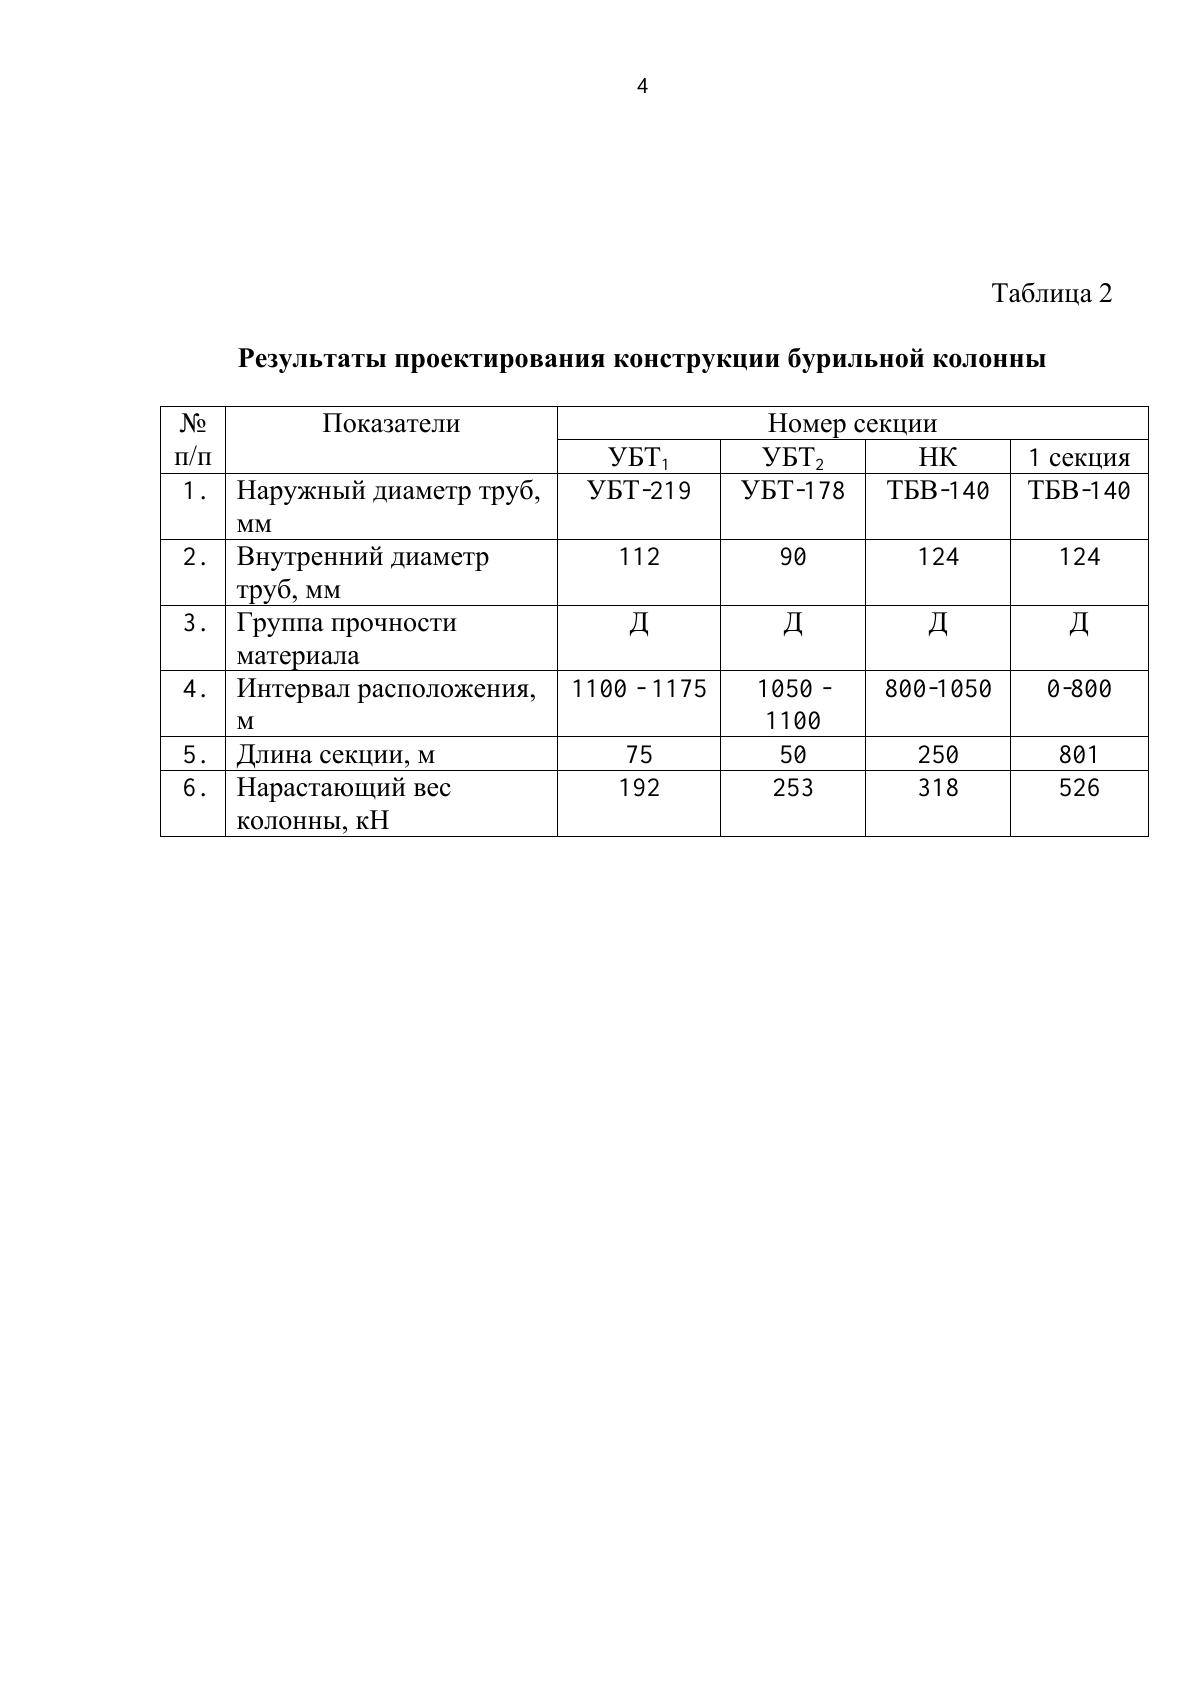 4
Таблица 2
Результаты проектирования конструкции бурильной колонны
№ п/п Показатели Номер секции
УБТ₁ УБТ₂ НК 1 секция
1. Наружный диаметр труб, УБТ-219 УБТ-178 ТБВ-140 ТБВ-140
мм
2. Внутренний диаметр 112 90 124 124
труб, мм
3. Группа прочности Д Д Д Д
материала
4. Интервал расположения, 1100 - 1175 1050 - 800-1050 0-800
м 1100
5. Длина секции, м 75 50 250 801
6. Нарастающий вес 192 253 318 526
колонны, кН